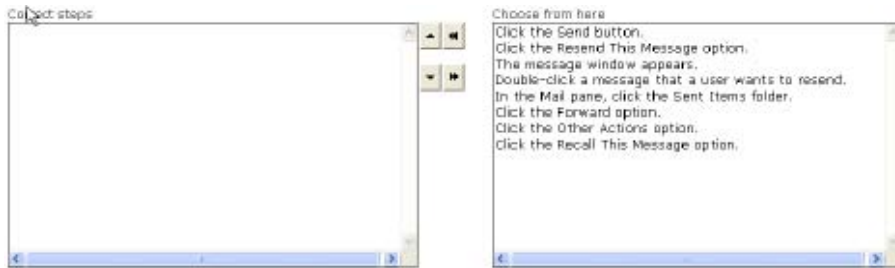 Correct steps
Choose from here
Click the Send button.
Click the Resend This Message option.
The message window appears.
Double-click a message that a user wants to resend.
In the Mail pane, click the Sent Items folder.
Click the Forward option.
Click the Other Actions option.
Click the Recall This Message option.